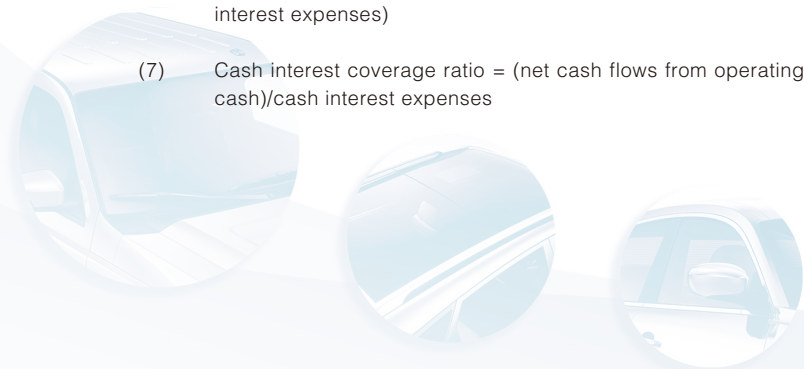 interest expenses)
(7) Cash interest coverage ratio = (net cash flows from operating
cash)/cash interest expenses